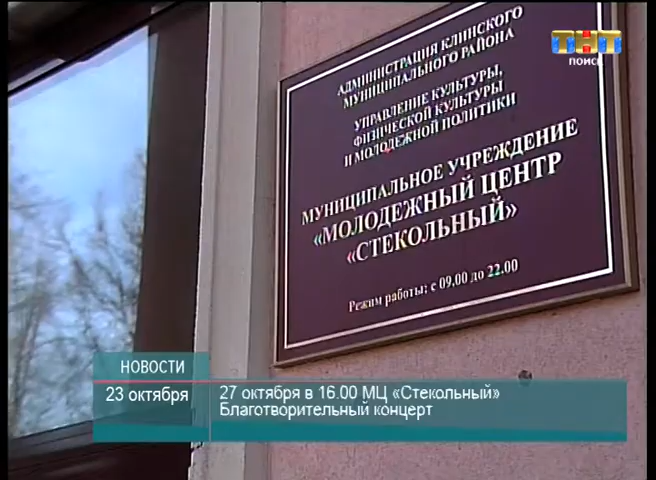 ТНТ
ПОИСК
АДМИНИСТРАЦИЯ КЛИНСКОГО
МУНИЦИПАЛЬНОГО РАЙОНА
УПРАВЛЕНИЕ КУЛЬТУРЫ,
ФИЗИЧЕСКОЙ КУЛЬТУРЫ
И МОЛОДЕЖНОЙ ПОЛИТИКИ
МУНИЦИПАЛЬНОЕ УЧРЕЖДЕНИЕ
«МОЛОДЕЖНЫЙ ЦЕНТР
«СТЕКОЛЬНЫЙ»
Режим работы: с 09.00 до 22.00
НОВОСТИ
23 октября
27 октября в 16.00 МЦ «Стекольный»
Благотворительный концерт